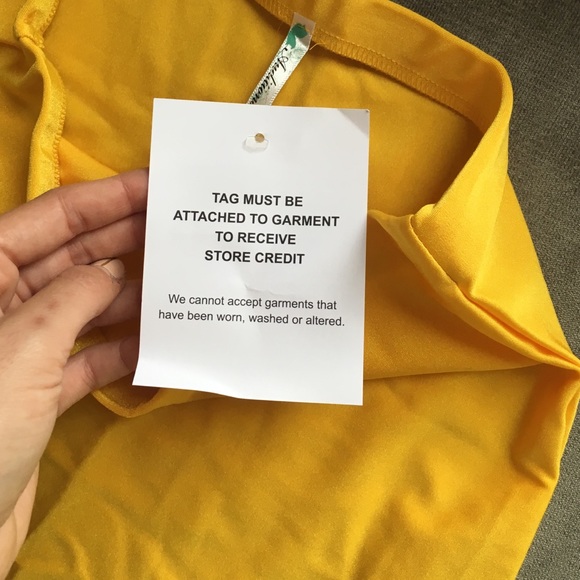 TAG MUST BE
ATTACHED TO GARMENT
TO RECEIVE
STORE CREDIT
We cannot accept garments that
have been worn, washed or altered.